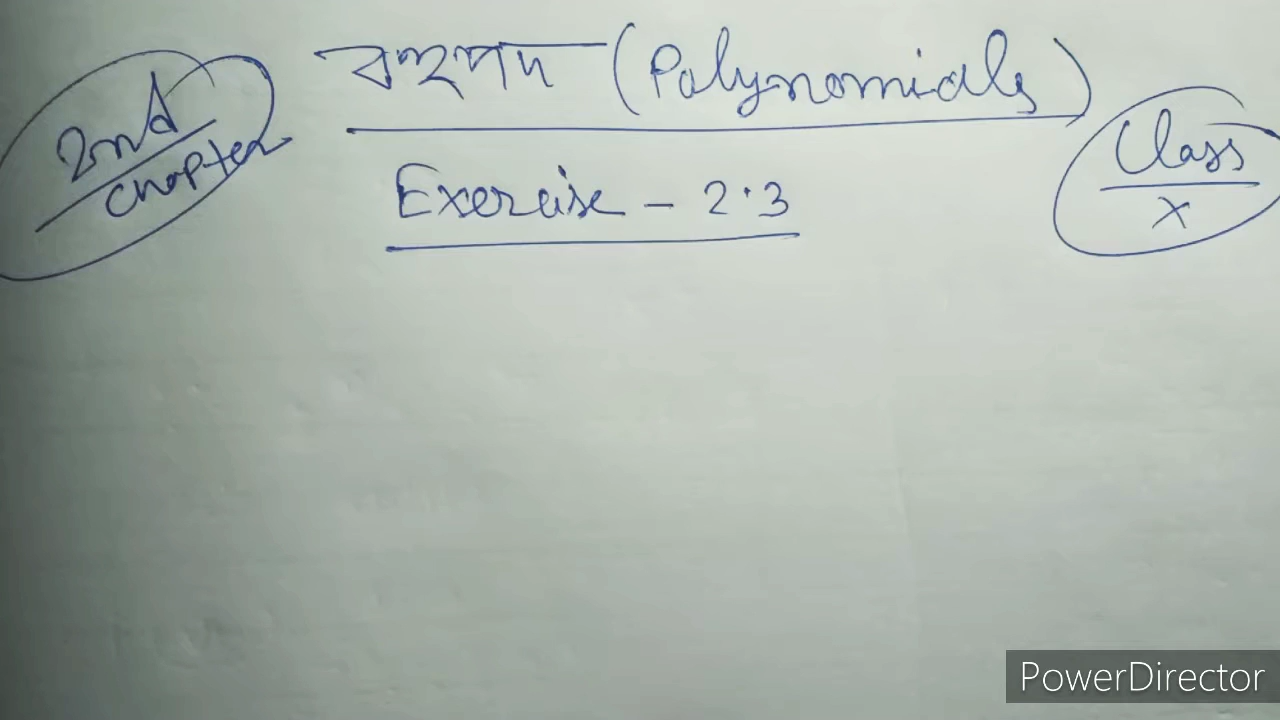 বহুপদ (Polynomials)
2nd
chapter
Class
X
Exercise - 2.3
PowerDirector